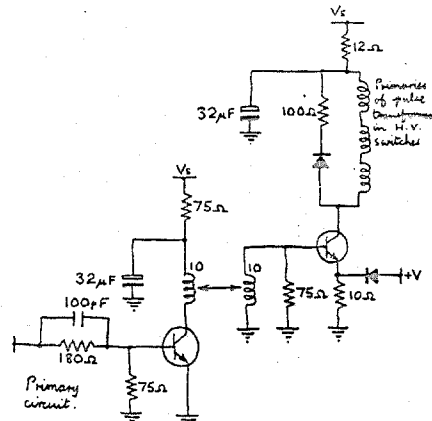 Vs
12Ω
Primaries
of pulse
transformers
in H.V.
switches
32μF
100Ω
Vs
75Ω
32μF
10
10
75Ω
+V
10Ω
100pF
180Ω
Primary
circuit.
75Ω